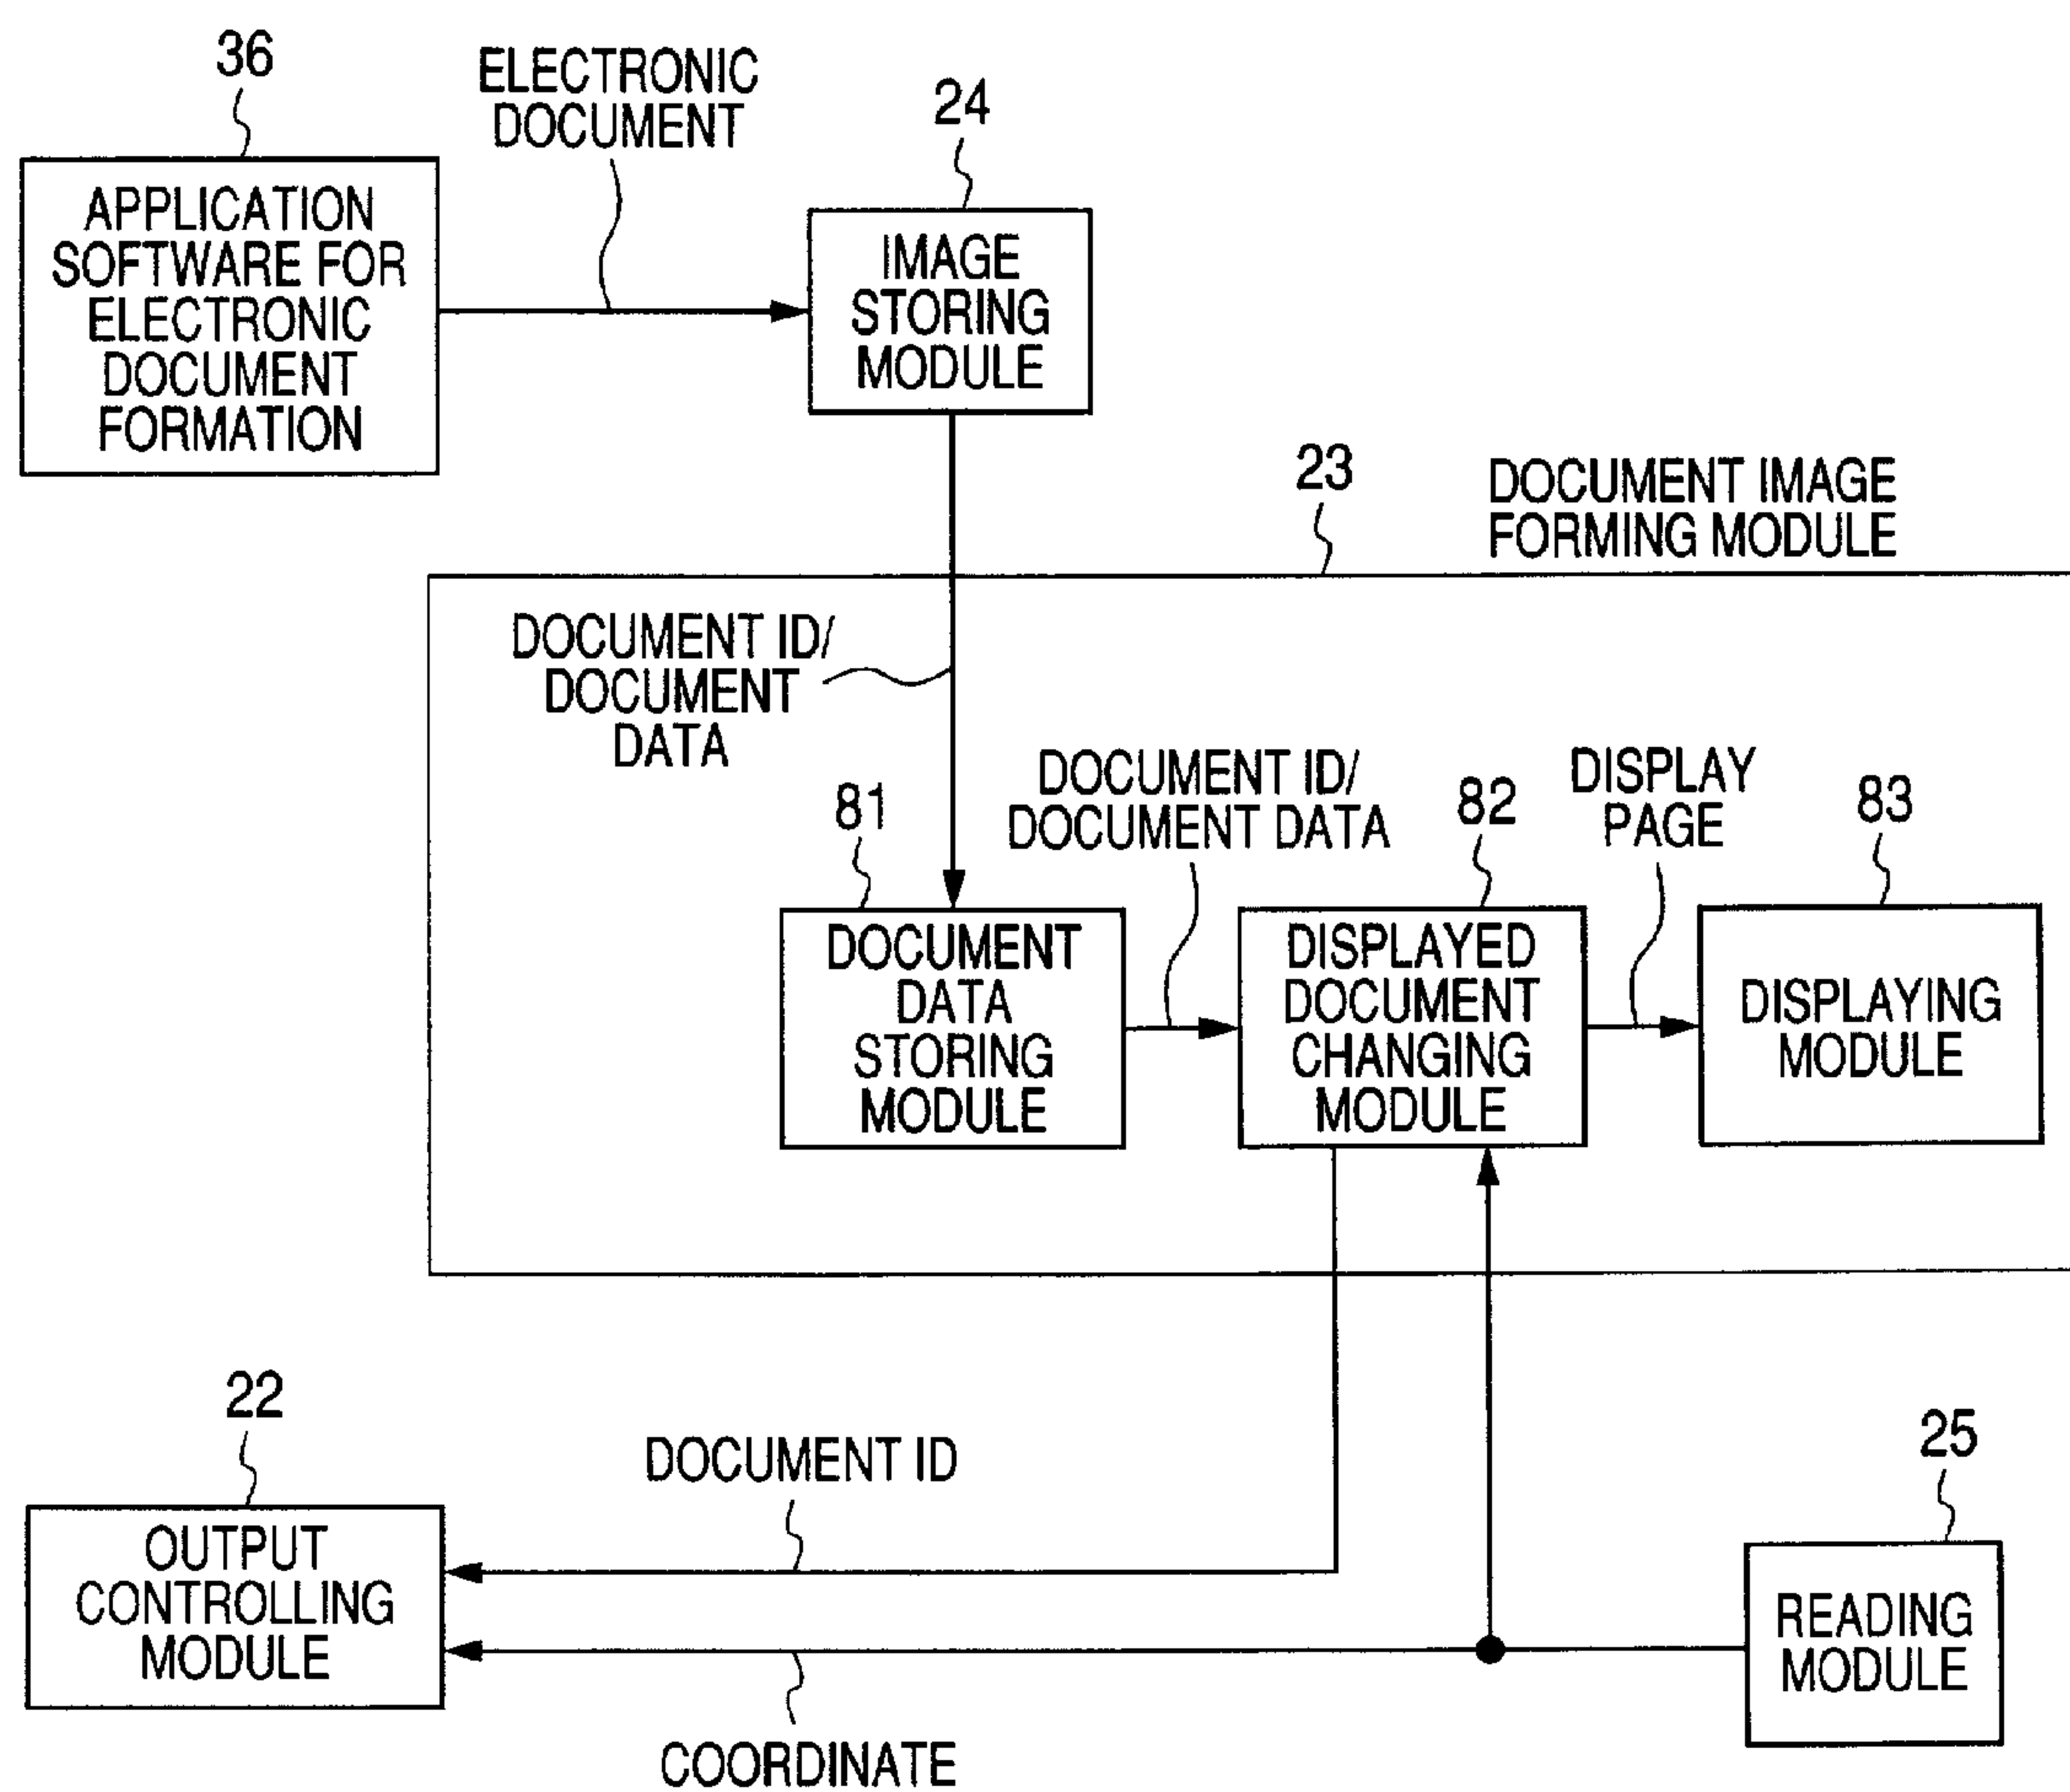 36
ELECTRONIC
DOCUMENT
24
APPLICATION
SOFTWARE FOR
ELECTRONIC
DOCUMENT
FORMATION
IMAGE
STORING
MODULE
23
DOCUMENT IMAGE
FORMING MODULE
DOCUMENT ID/
DOCUMENT
DATA
81
DOCUMENT ID/
DOCUMENT DATA
82
DISPLAY
PAGE
83
DOCUMENT
DATA
STORING
MODULE
DISPLAYED
DOCUMENT
CHANGING
MODULE
DISPLAYING
MODULE
22
DOCUMENT ID
25
OUTPUT
CONTROLLING
MODULE
READING
MODULE
COORDINATE